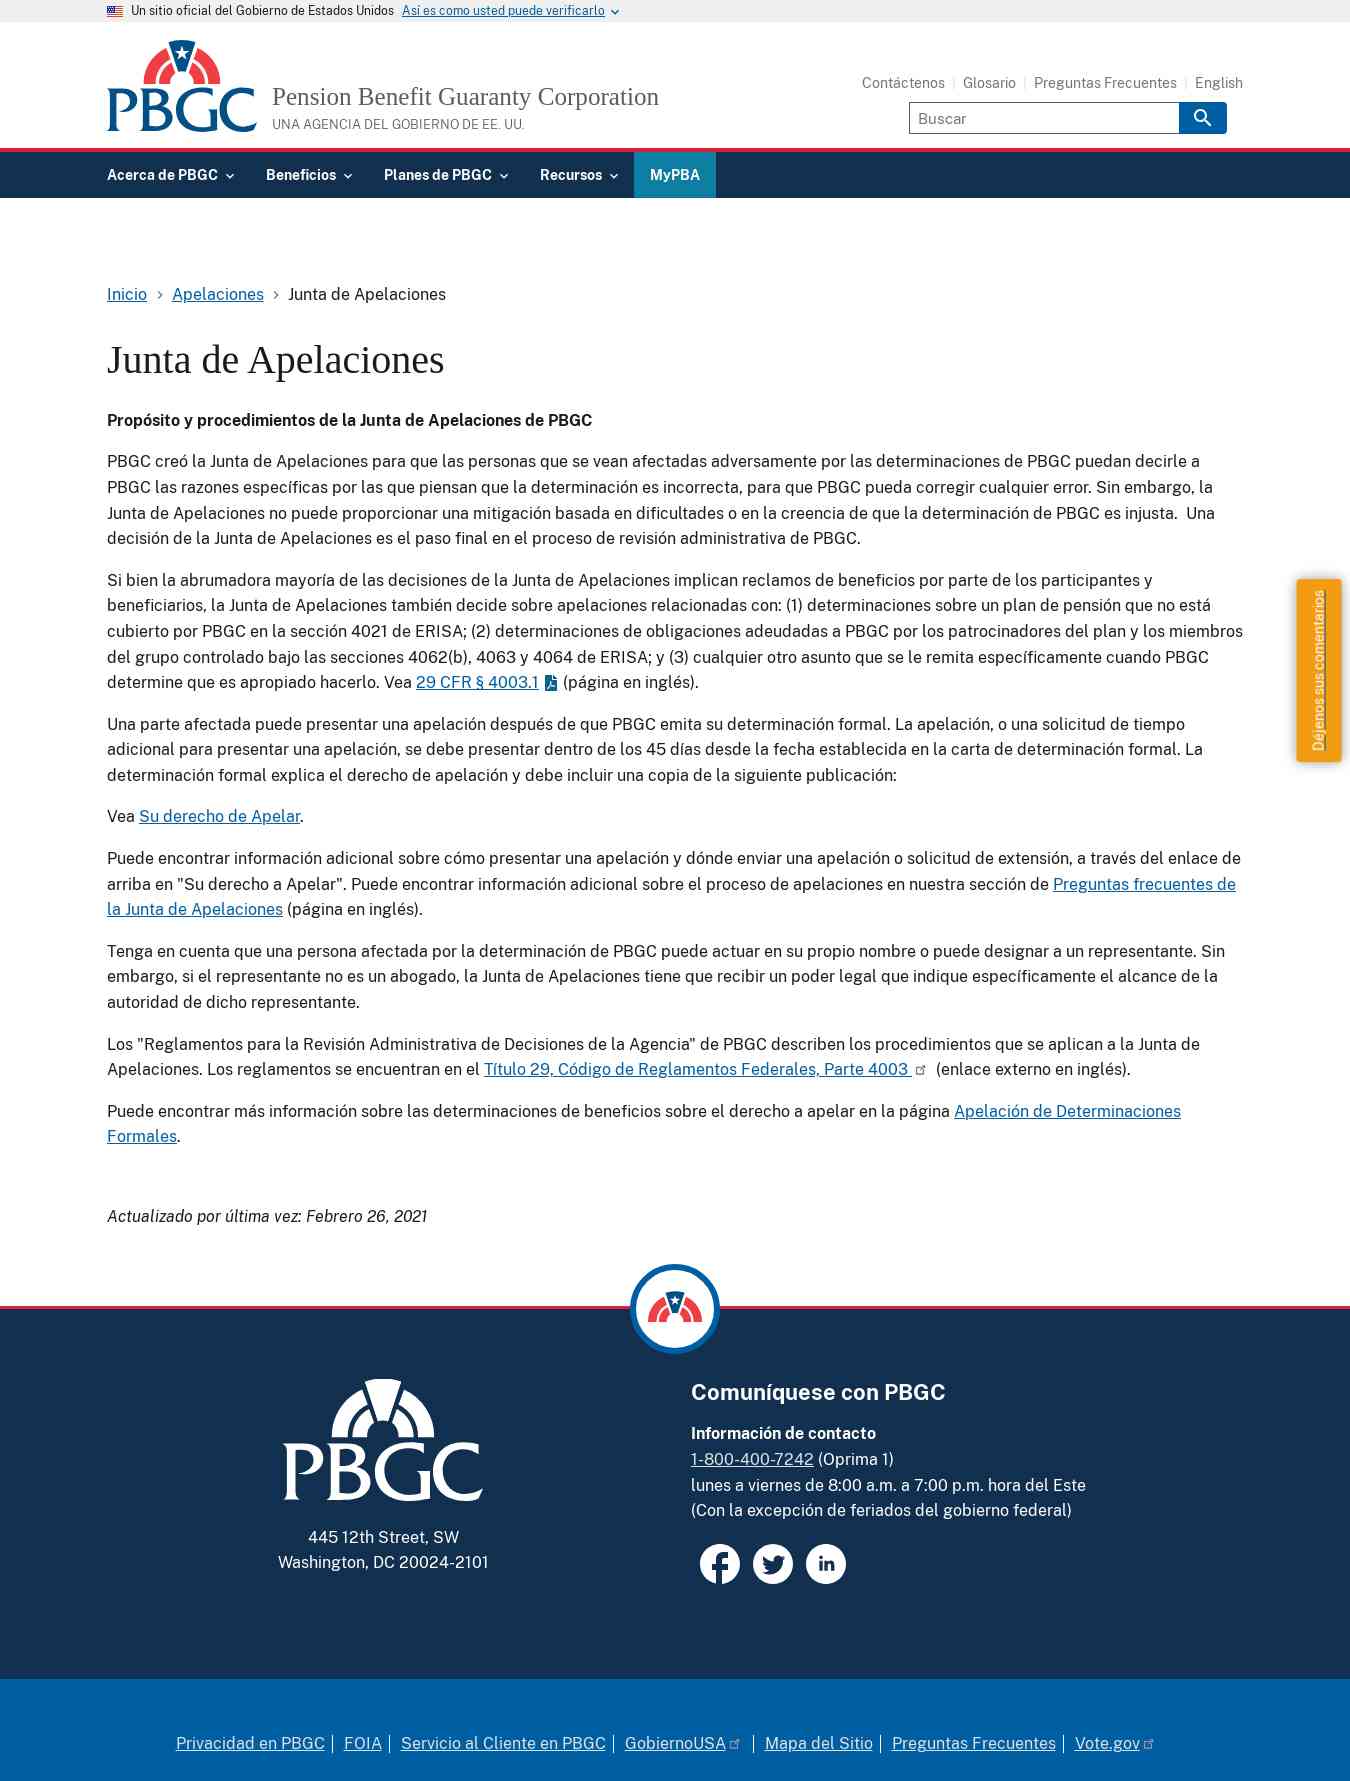 Un sitio oficial del Gobierno de Estados Unidos Así es como usted puede verificarlo
PBGC
Pension Benefit Guaranty Corporation
UNA AGENCIA DEL GOBIERNO DE EE. UU.
Contáctenos Glosario Preguntas Frecuentes English
Buscar
Acerca de PBGC Beneficios Planes de PBGC Recursos MyPBA
Inicio Apelaciones Junta de Apelaciones
Junta de Apelaciones
Propósito y procedimientos de la Junta de Apelaciones de PBGC
PBGC creó la Junta de Apelaciones para que las personas que se vean afectadas adversamente por las determinaciones de PBGC puedan decirle a
PBGC las razones específicas por las que piensan que la determinación es incorrecta, para que PBGC pueda corregir cualquier error. Sin embargo, la
Junta de Apelaciones no puede proporcionar una mitigación basada en dificultades o en la creencia de que la determinación de PBGC es injusta.  Una
decisión de la Junta de Apelaciones es el paso final en el proceso de revisión administrativa de PBGC.
Si bien la abrumadora mayoría de las decisiones de la Junta de Apelaciones implican reclamos de beneficios por parte de los participantes y
beneficiarios, la Junta de Apelaciones también decide sobre apelaciones relacionadas con: (1) determinaciones sobre un plan de pensión que no está
cubierto por PBGC en la sección 4021 de ERISA; (2) determinaciones de obligaciones adeudadas a PBGC por los patrocinadores del plan y los miembros
del grupo controlado bajo las secciones 4062(b), 4063 y 4064 de ERISA; y (3) cualquier otro asunto que se le remita específicamente cuando PBGC
determine que es apropiado hacerlo. Vea 29 CFR § 4003.1 (página en inglés).
Una parte afectada puede presentar una apelación después de que PBGC emita su determinación formal. La apelación, o una solicitud de tiempo
adicional para presentar una apelación, se debe presentar dentro de los 45 días desde la fecha establecida en la carta de determinación formal. La
determinación formal explica el derecho de apelación y debe incluir una copia de la siguiente publicación:
Vea Su derecho de Apelar.
Puede encontrar información adicional sobre cómo presentar una apelación y dónde enviar una apelación o solicitud de extensión, a través del enlace de
arriba en "Su derecho a Apelar". Puede encontrar información adicional sobre el proceso de apelaciones en nuestra sección de Preguntas frecuentes de
la Junta de Apelaciones (página en inglés).
Tenga en cuenta que una persona afectada por la determinación de PBGC puede actuar en su propio nombre o puede designar a un representante. Sin
embargo, si el representante no es un abogado, la Junta de Apelaciones tiene que recibir un poder legal que indique específicamente el alcance de la
autoridad de dicho representante.
Los "Reglamentos para la Revisión Administrativa de Decisiones de la Agencia" de PBGC describen los procedimientos que se aplican a la Junta de
Apelaciones. Los reglamentos se encuentran en el Título 29, Código de Reglamentos Federales, Parte 4003 (enlace externo en inglés).
Puede encontrar más información sobre las determinaciones de beneficios sobre el derecho a apelar en la página Apelación de Determinaciones
Formales.
Actualizado por última vez: Febrero 26, 2021
Déjenos sus comentarios
PBGC
445 12th Street, SW
Washington, DC 20024-2101
Comuníquese con PBGC
Información de contacto
1-800-400-7242 (Oprima 1)
lunes a viernes de 8:00 a.m. a 7:00 p.m. hora del Este
(Con la excepción de feriados del gobierno federal)
Privacidad en PBGC FOIA Servicio al Cliente en PBGC GobiernoUSA Mapa del Sitio Preguntas Frecuentes Vote.gov